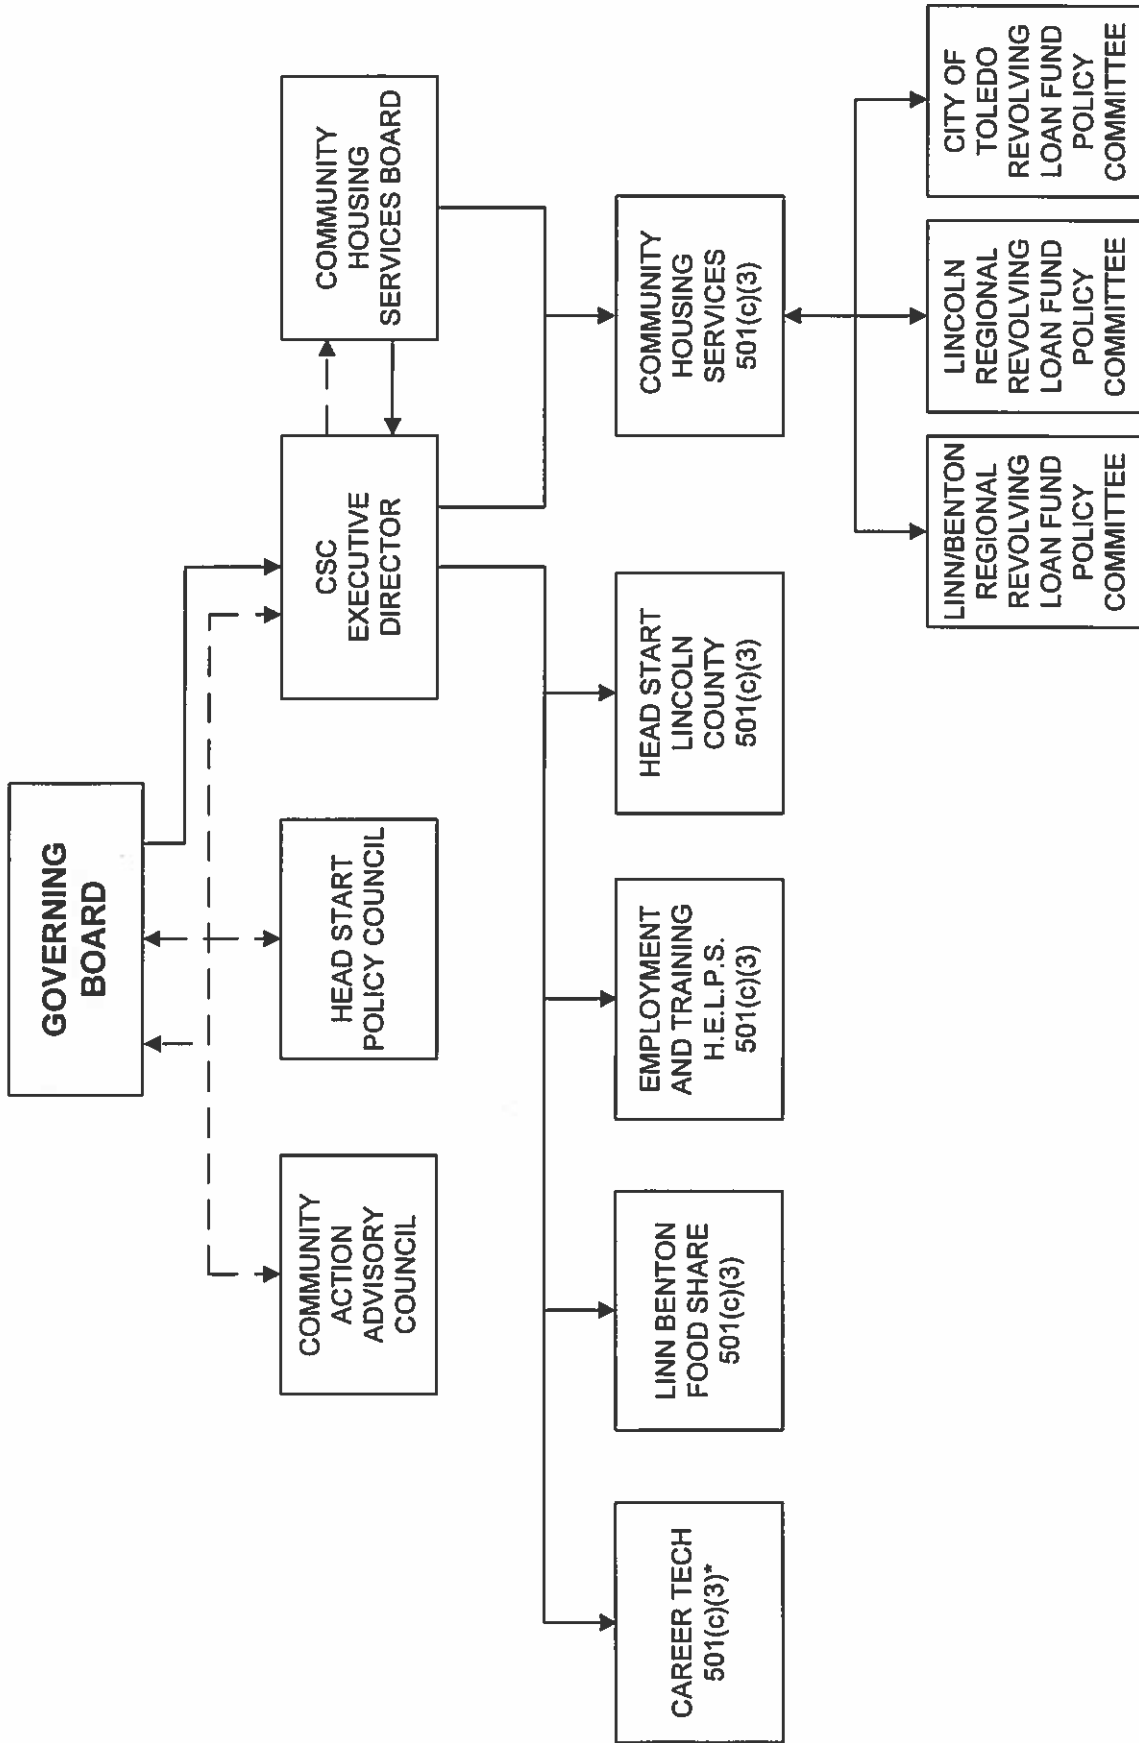 GOVERNING
BOARD
COMMUNITY
ACTION
ADVISORY
COUNCIL
HEAD START
POLICY COUNCIL
CSC
EXECUTIVE
DIRECTOR
COMMUNITY
HOUSING
SERVICES BOARD
CAREER TECH
501(c)(3)*
LINN BENTON
FOOD SHARE
501(c)(3)
EMPLOYMENT
AND TRAINING
H.E.L.P.S.
501(c)(3)
HEAD START
LINCOLN
COUNTY
501(c)(3)
COMMUNITY
HOUSING
SERVICES
501(c)(3)
LINN/BENTON
REGIONAL
REVOLVING
LOAN FUND
POLICY
COMMITTEE
LINCOLN
REGIONAL
REVOLVING
LOAN FUND
POLICY
COMMITTEE
CITY OF
TOLEDO
REVOLVING
LOAN FUND
POLICY
COMMITTEE